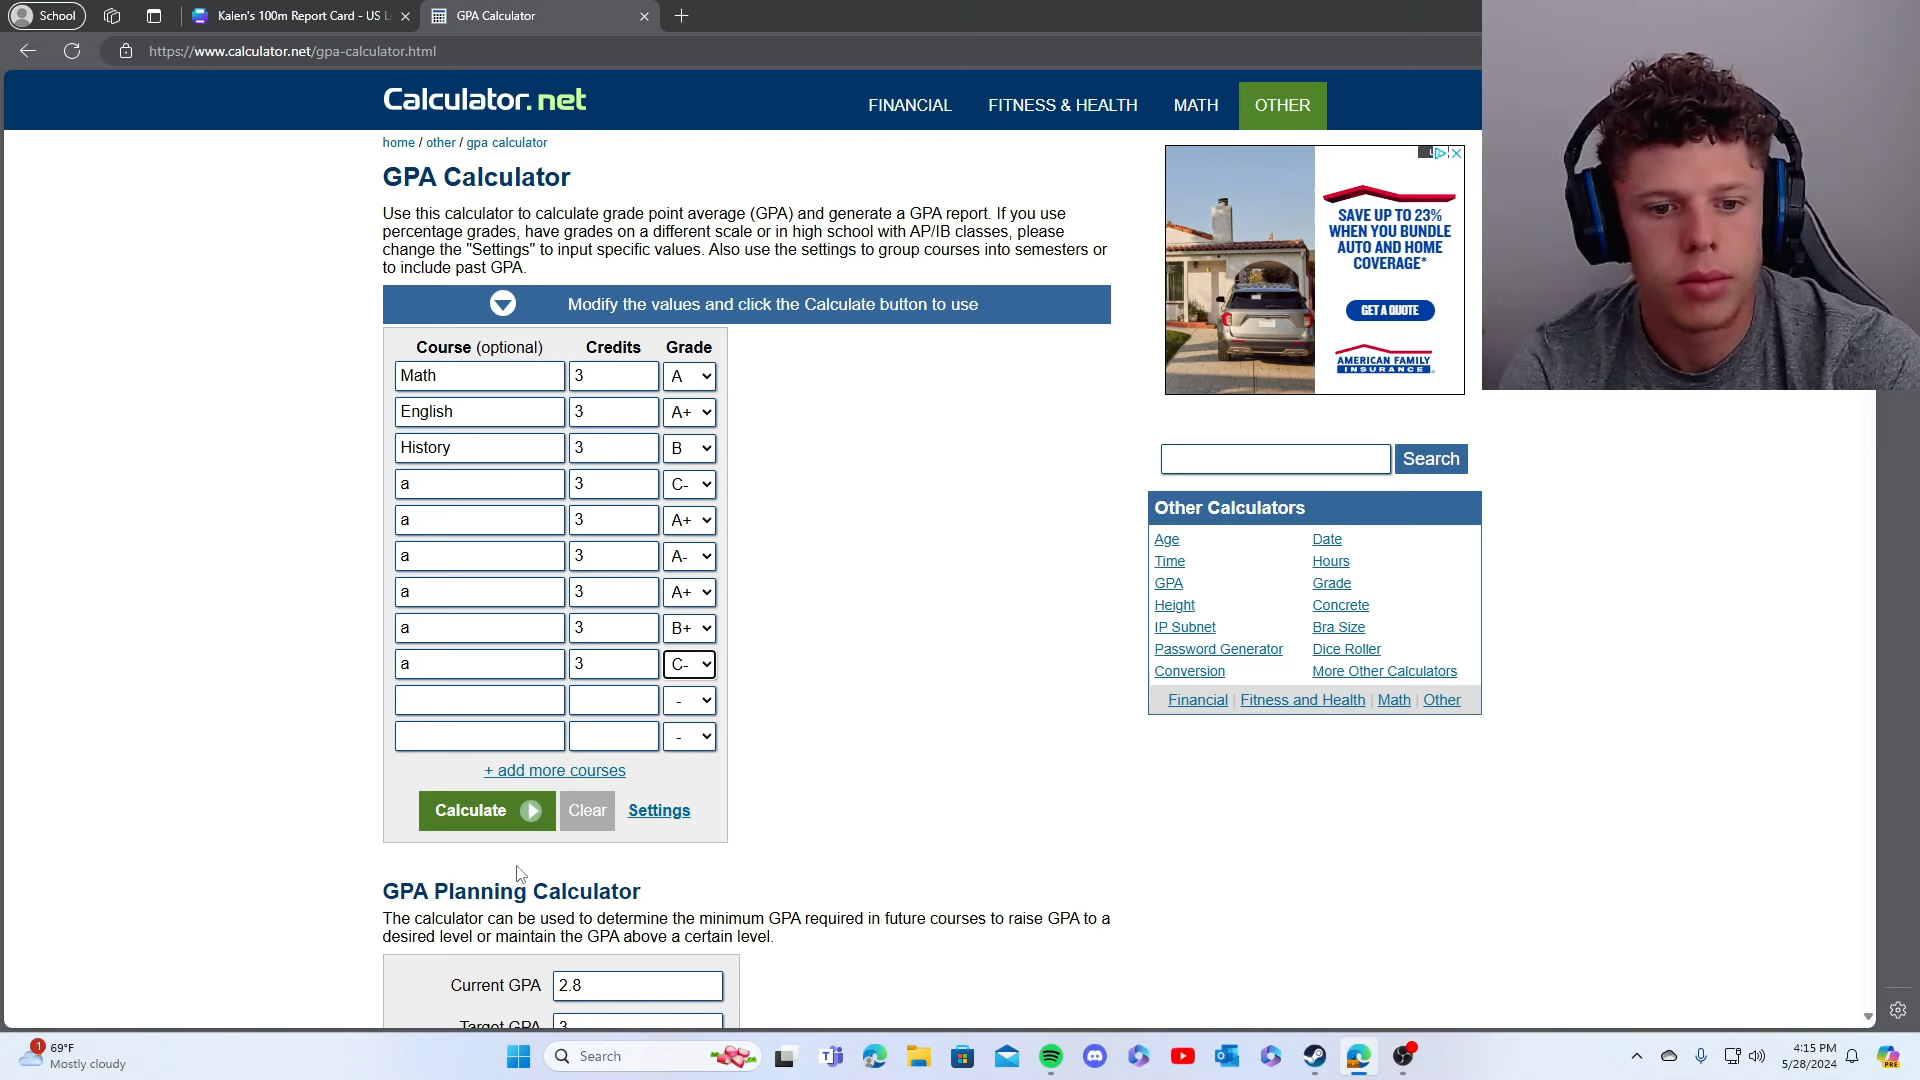 School
Kalen's 100m Report Card - US L
GPA Calculator
https://www.calculator.net/gpa-calculator.html
Calculator.net
FINANCIAL
FITNESS & HEALTH
MATH
OTHER
home / other / gpa calculator
GPA Calculator
Use this calculator to calculate grade point average (GPA) and generate a GPA report. If you use
percentage grades, have grades on a different scale or in high school with AP/IB classes, please
change the "Settings" to input specific values. Also use the settings to group courses into semesters or
to include past GPA.
Modify the values and click the Calculate button to use
Course (optional) Credits Grade
Math 3 A
English 3 A+
History 3 B
a 3 C-
a 3 A+
a 3 A-
a 3 A+
a 3 B+
a 3 C-
-
-
+ add more courses
Calculate Clear Settings
GPA Planning Calculator
The calculator can be used to determine the minimum GPA required in future courses to raise GPA to a
desired level or maintain the GPA above a certain level.
Current GPA 2.8
Target GPA 3
SAVE UP TO 23%
WHEN YOU BUNDLE
AUTO AND HOME
COVERAGE*
GET A QUOTE
AMERICAN FAMILY
INSURANCE
Search
Other Calculators
Age Date
Time Hours
GPA Grade
Height Concrete
IP Subnet Bra Size
Password Generator Dice Roller
Conversion More Other Calculators
Financial | Fitness and Health | Math | Other
1
69°F
Mostly cloudy
Search
4:15 PM
5/28/2024
PRE